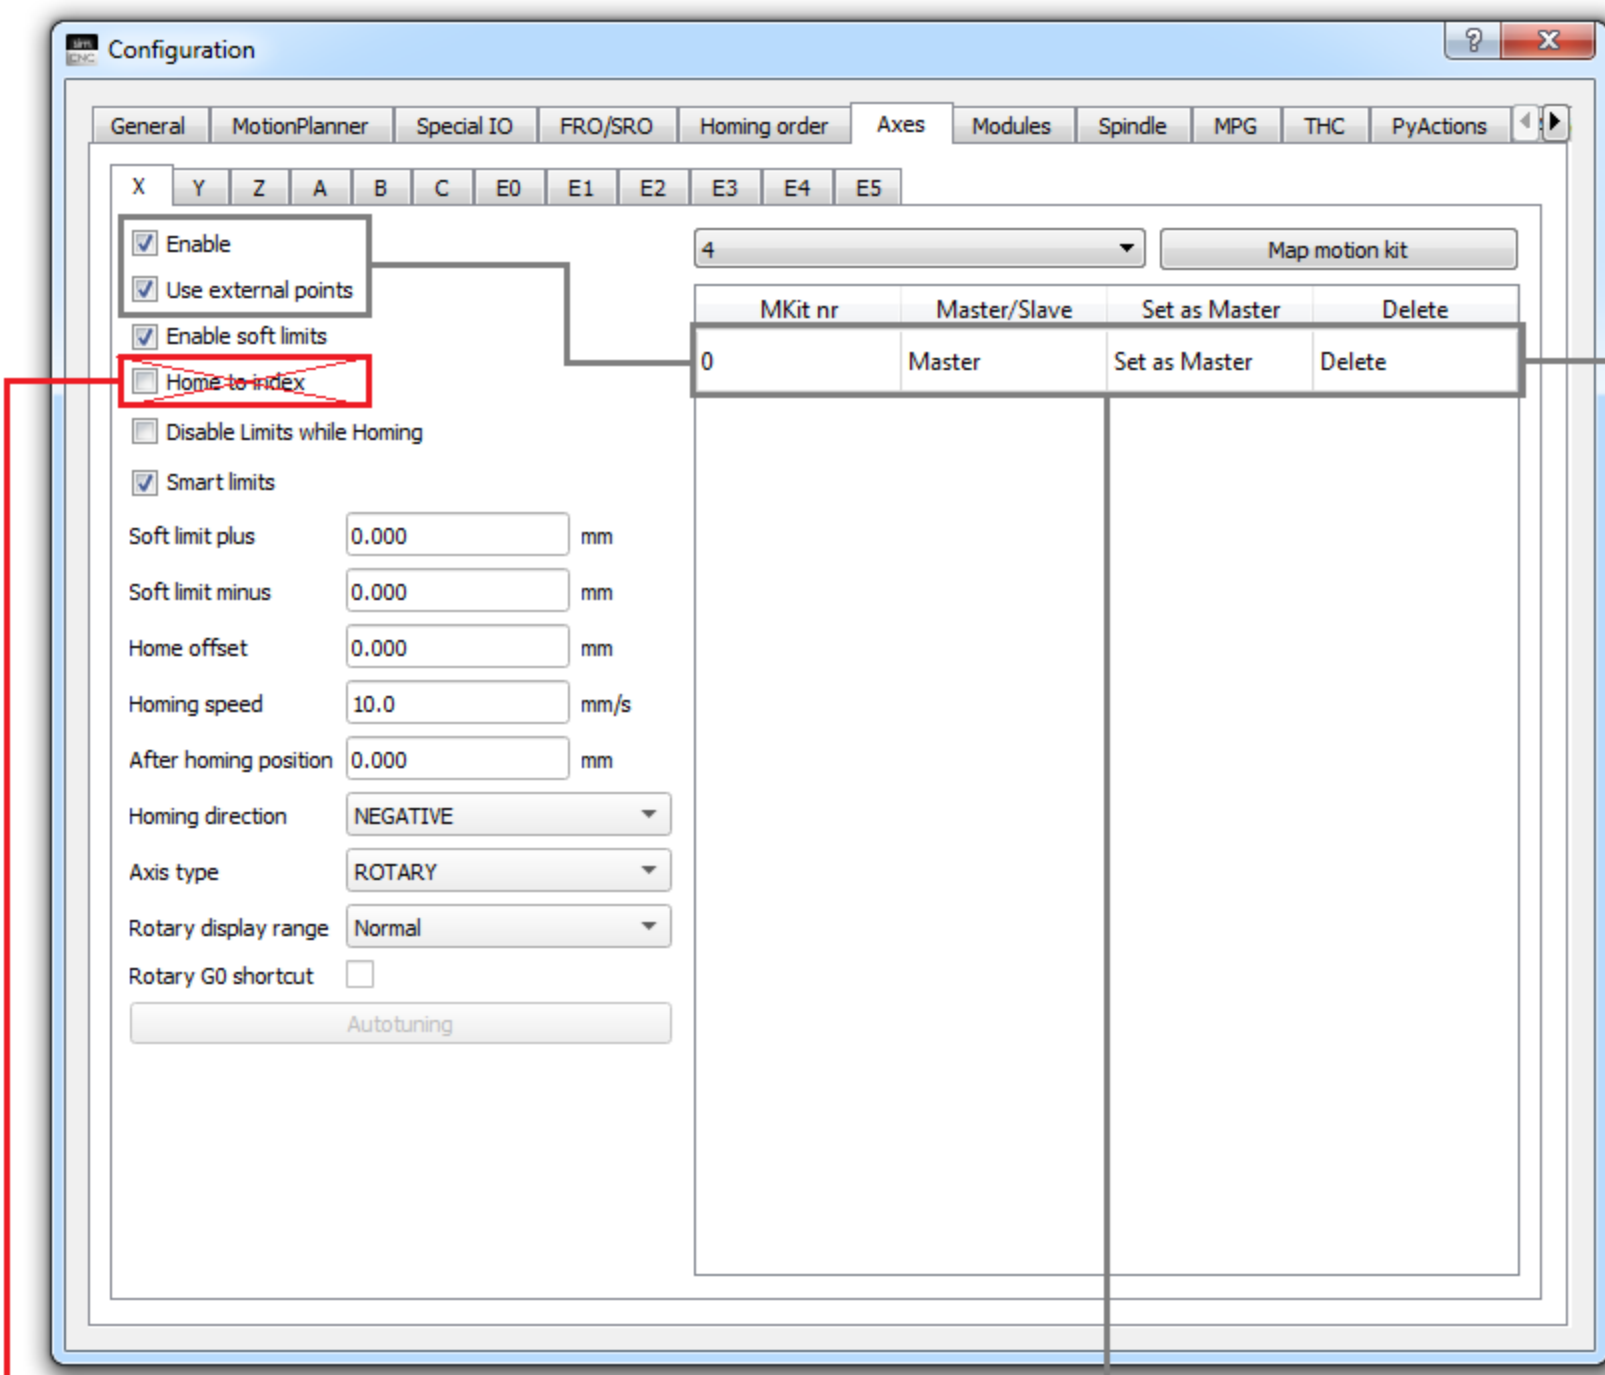 sim
CNC
Configuration
General MotionPlanner Special IO FRO/SRO Homing order Axes Modules Spindle MPG THC PyActions
X Y Z A B C E0 E1 E2 E3 E4 E5
Enable
Use external points
Enable soft limits
Home to index
Disable Limits while Homing
Smart limits
Soft limit plus 0.000 mm
Soft limit minus 0.000 mm
Home offset 0.000 mm
Homing speed 10.0 mm/s
After homing position 0.000 mm
Homing direction NEGATIVE
Axis type ROTARY
Rotary display range Normal
Rotary G0 shortcut
Autotuning
4 Map motion kit
MKit nr Master/Slave Set as Master Delete
0 Master Set as Master Delete